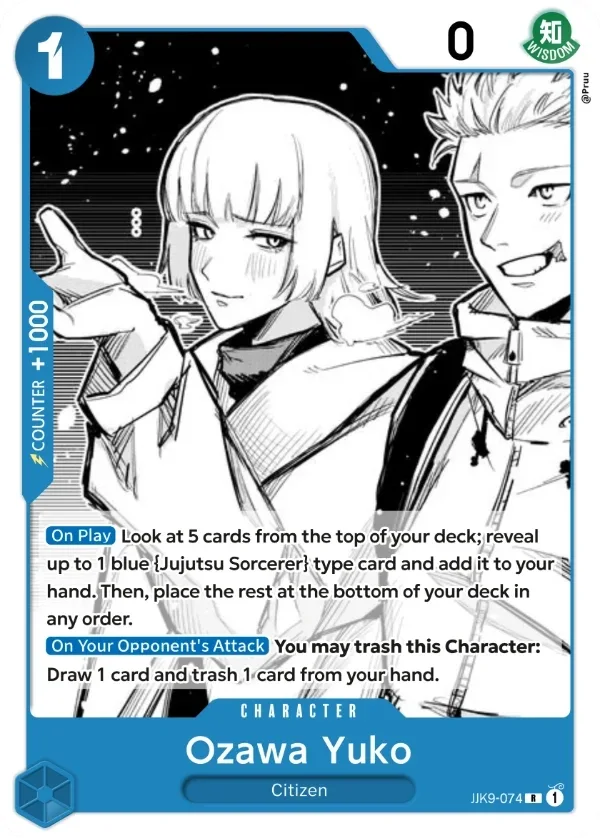 1
0
知
WISDOM
@Pruu
COUNTER +1000
On Play Look at 5 cards from the top of your deck; reveal
up to 1 blue {Jujutsu Sorcerer} type card and add it to your
hand. Then, place the rest at the bottom of your deck in
any order.
On Your Opponent's Attack You may trash this Character:
Draw 1 card and trash 1 card from your hand.
CHARACTER
Ozawa Yuko
Citizen
JJK9-074 R 1